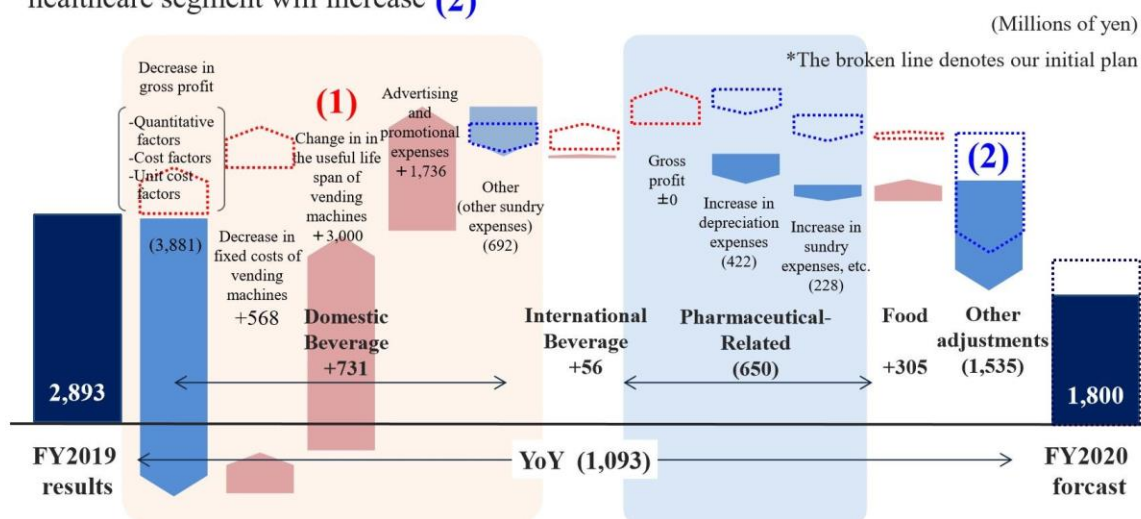 healthcare segment will increase (2)
(Millions of yen)
*The broken line denotes our initial plan
Decrease in
gross profit
-Quantitative
factors
-Cost factors
-Unit cost
factors
(3,881)
Decrease in
fixed costs of
vending
machines
+568
(1)
Change in in
the useful life
span of
vending
machines
+3,000
Advertising
and
promotional
expenses
+1,736
Other
(other sundry
expenses)
(692)
Domestic
Beverage
+731
International
Beverage
+56
Gross
profit
±0
Increase in
depreciation
expenses
(422)
Increase in
sundry
expenses, etc.
(228)
Pharmaceutical-
Related
(650)
Food
+305
(2)
Other
adjustments
(1,535)
2,893
1,800
FY2019
results
YoY (1,093)
FY2020
forcast